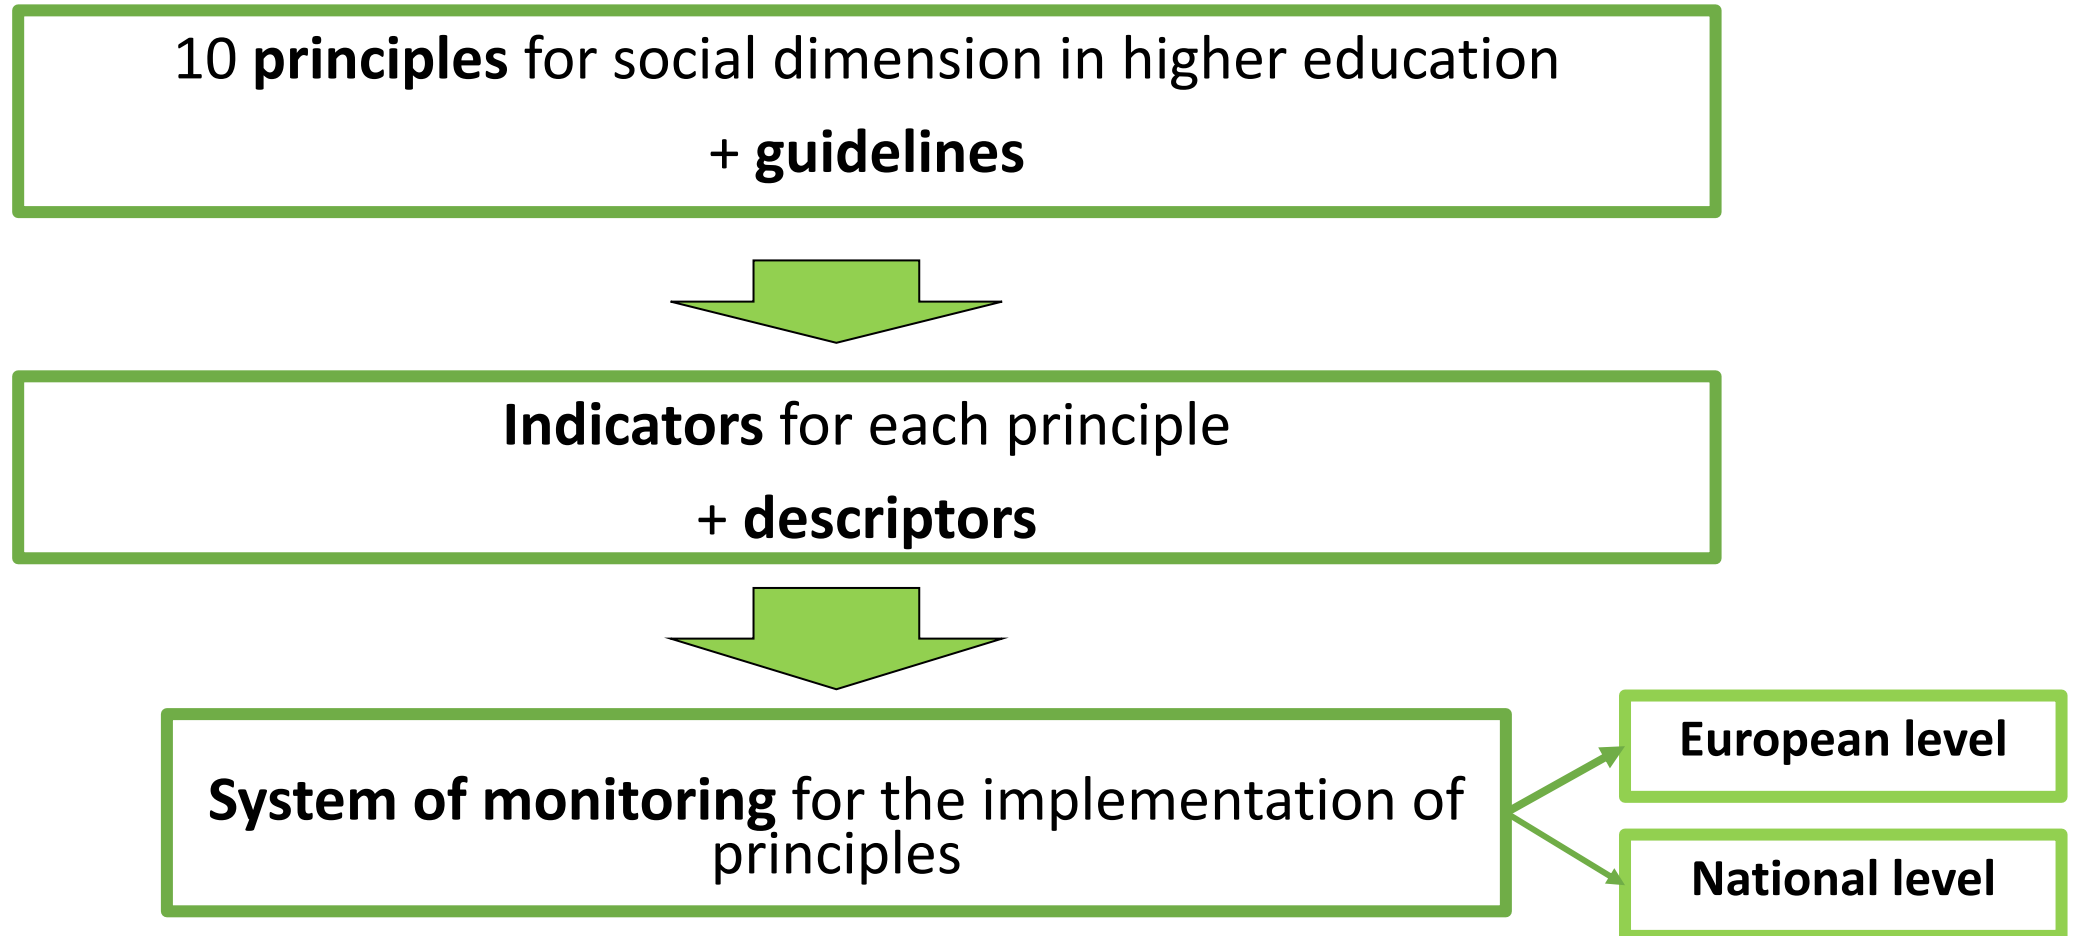 10 principles for social dimension in higher education
+ guidelines
Indicators for each principle
+ descriptors
System of monitoring for the implementation of
principles
European level
National level